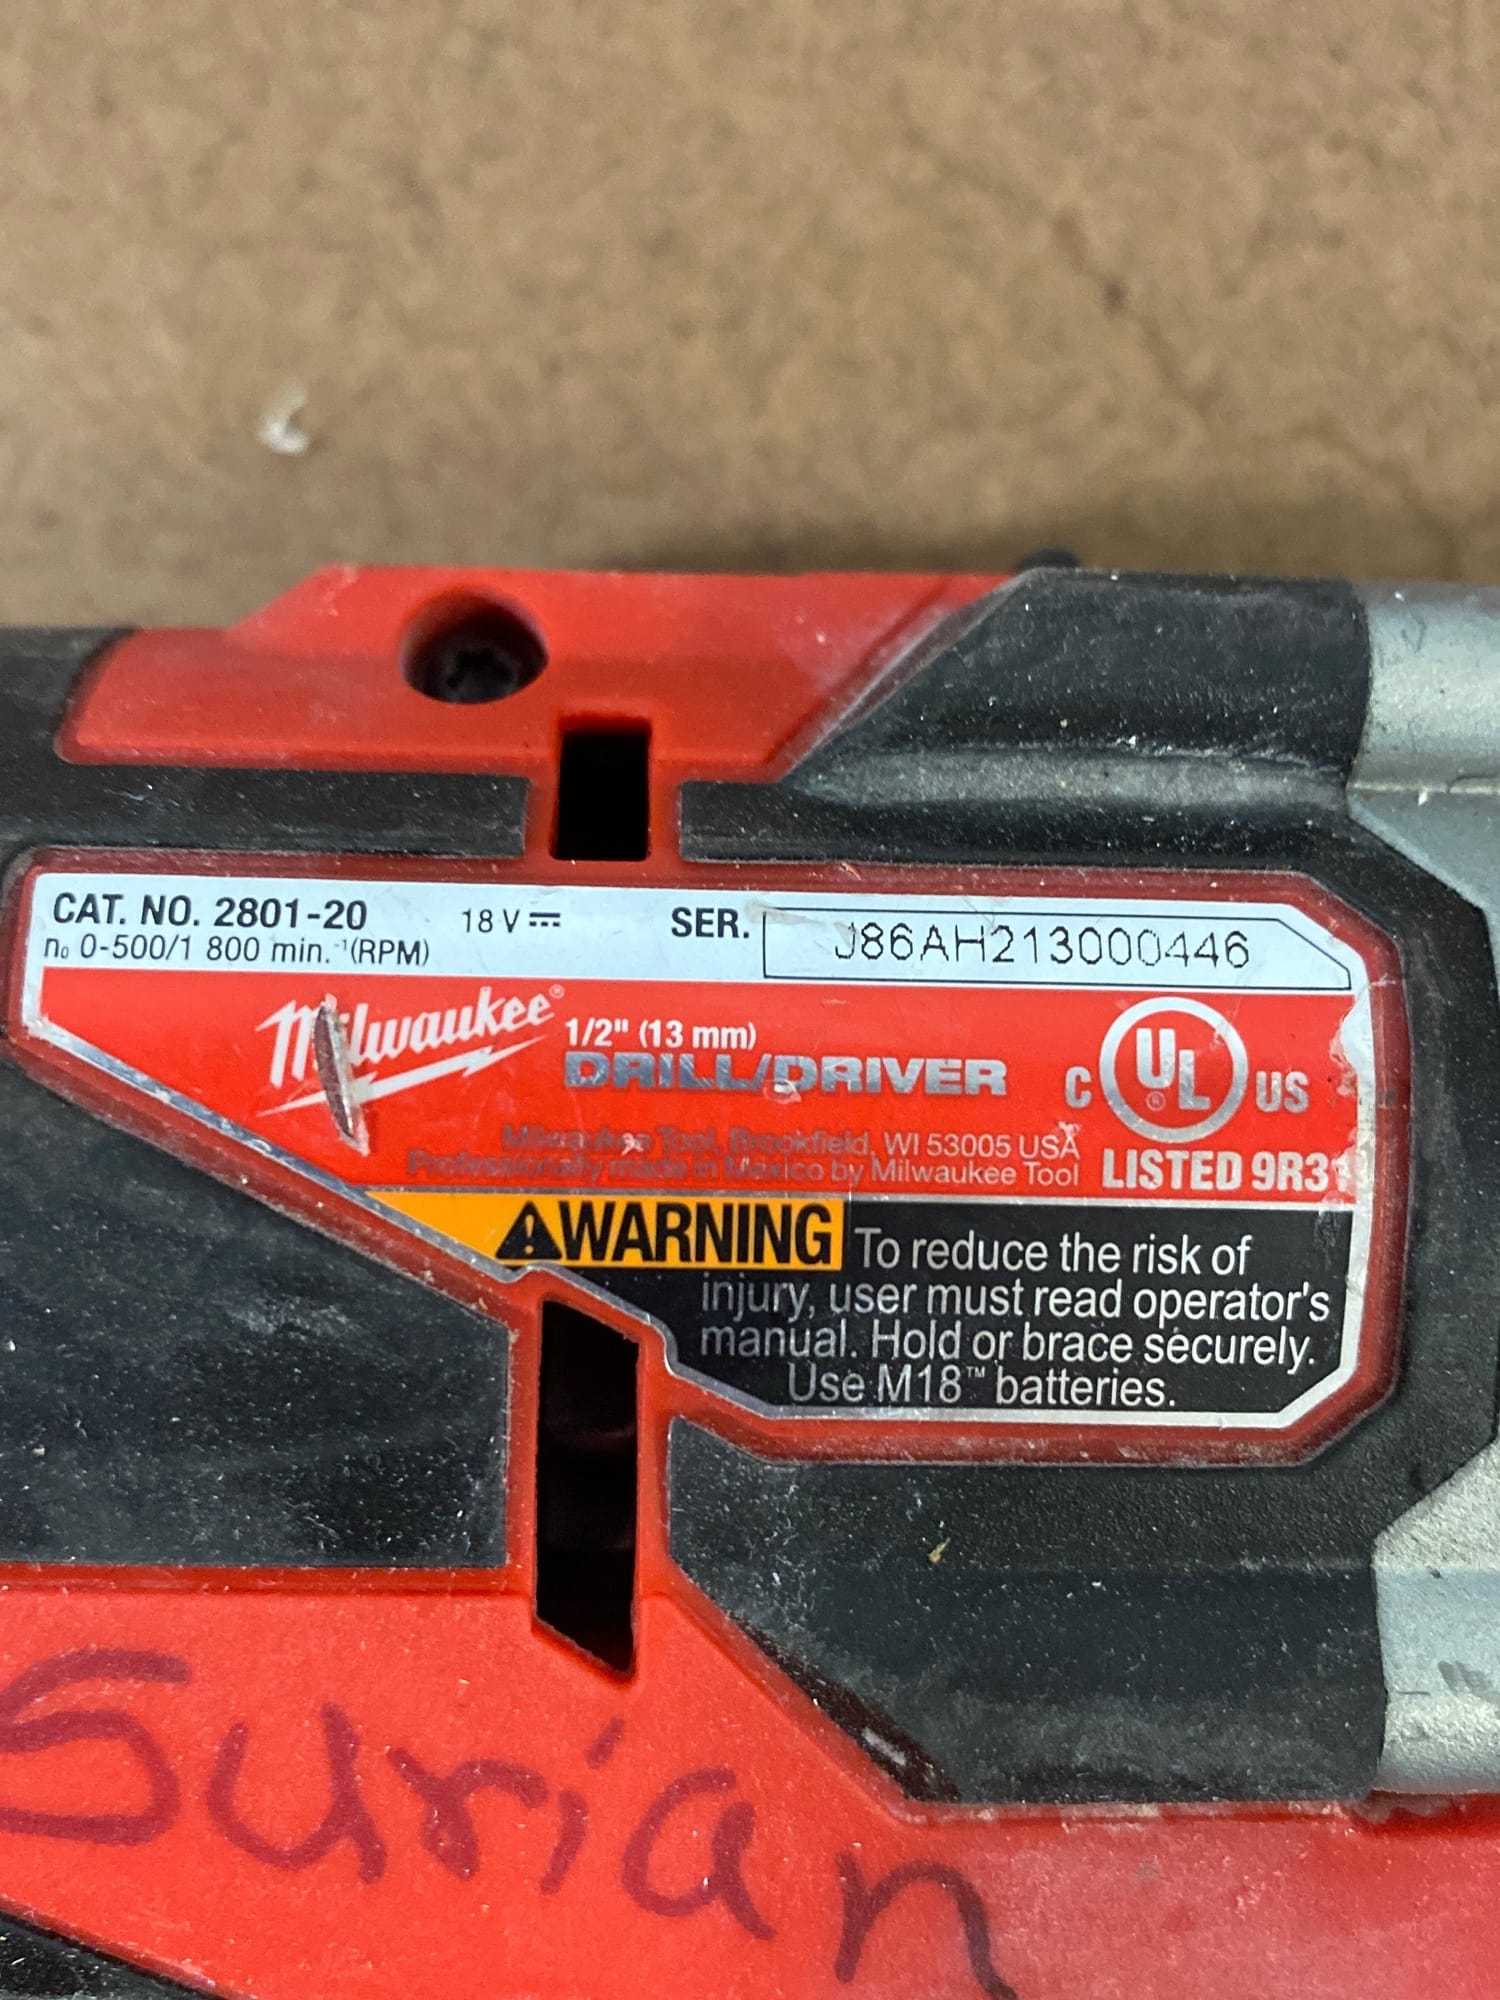 CAT. NO. 2801-20 18 V ⎓ SER. J86AH213000446
n₀ 0-500/1 800 min.⁻¹(RPM)
Milwaukee® 1/2" (13 mm)
DRILL/DRIVER
C UL® US
Milwaukee Tool, Brookfield, WI 53005 USA
Professionally made in Mexico by Milwaukee Tool
LISTED 9R31
⚠WARNING To reduce the risk of
injury, user must read operator's
manual. Hold or brace securely.
Use M18™ batteries.
Surian